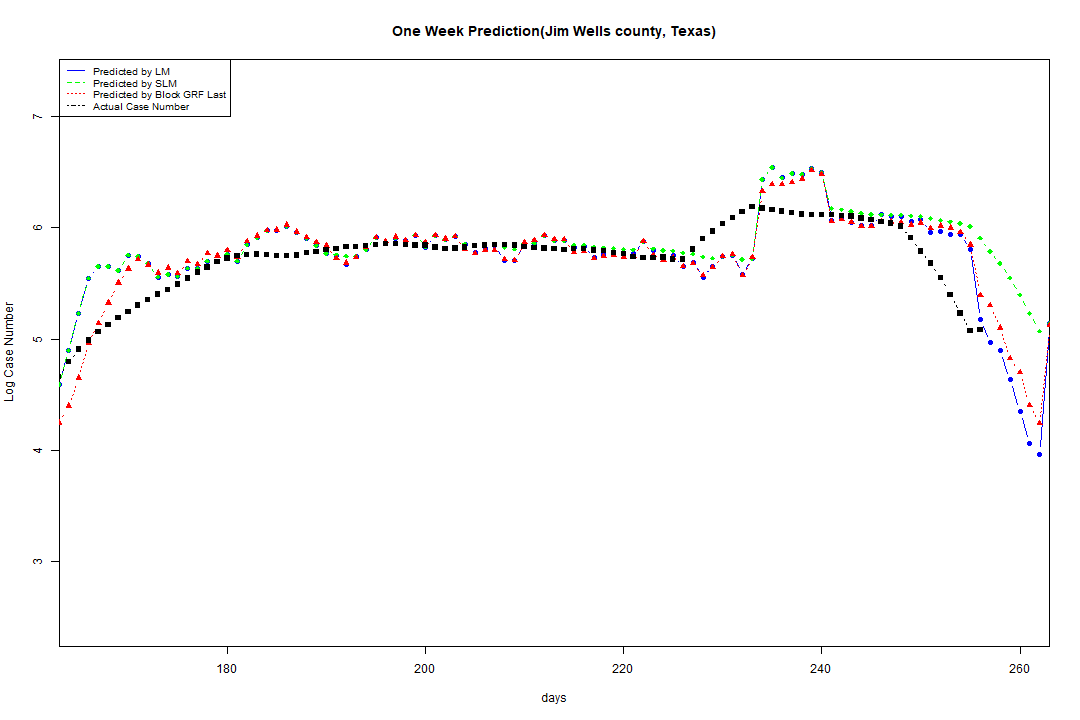 One Week Prediction(Jim Wells county, Texas)
Predicted by LM
Predicted by SLM
Predicted by Block GRF Last
Actual Case Number
7
6
5
4
3
Log Case Number
180 200 220 240 260
days